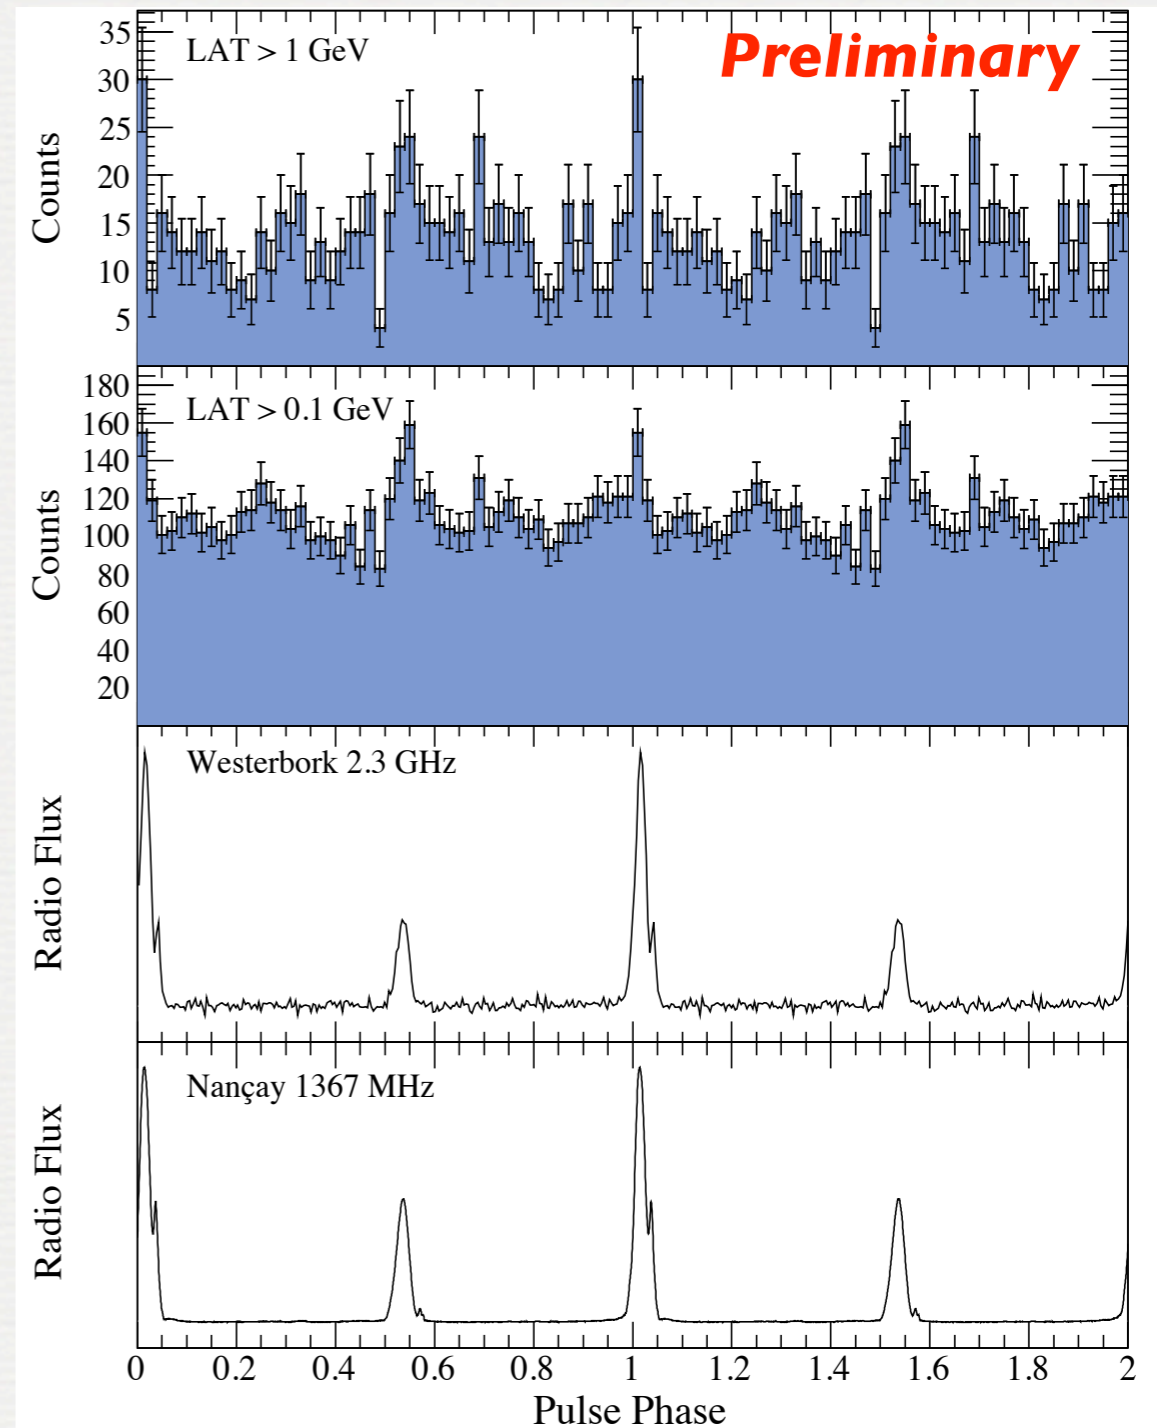 Preliminary
LAT > 1 GeV
Counts
35
30
25
20
15
10
5
LAT > 0.1 GeV
Counts
180
160
140
120
100
80
60
40
20
Westerbork 2.3 GHz
Radio Flux
Nançay 1367 MHz
Radio Flux
0 0.2 0.4 0.6 0.8 1 1.2 1.4 1.6 1.8 2
Pulse Phase